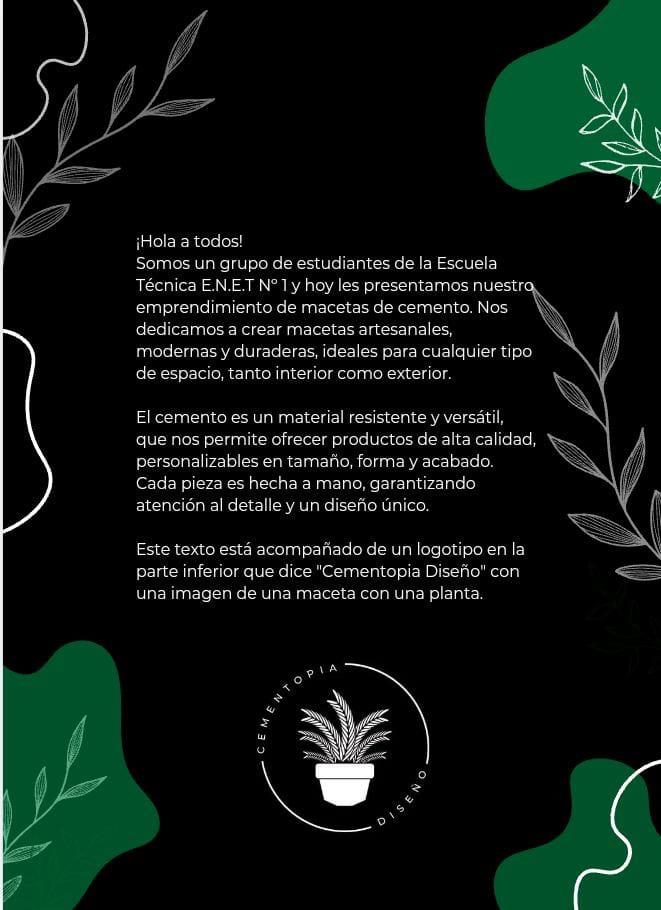 ¡Hola a todos!
Somos un grupo de estudiantes de la Escuela
Técnica E.N.E.T Nº 1 y hoy les presentamos nuestro
emprendimiento de macetas de cemento. Nos
dedicamos a crear macetas artesanales,
modernas y duraderas, ideales para cualquier tipo
de espacio, tanto interior como exterior.
El cemento es un material resistente y versátil,
que nos permite ofrecer productos de alta calidad,
personalizables en tamaño, forma y acabado.
Cada pieza es hecha a mano, garantizando
atención al detalle y un diseño único.
Este texto está acompañado de un logotipo en la
parte inferior que dice "Cementopia Diseño" con
una imagen de una maceta con una planta.
CEMENTOPIA
DISEÑO